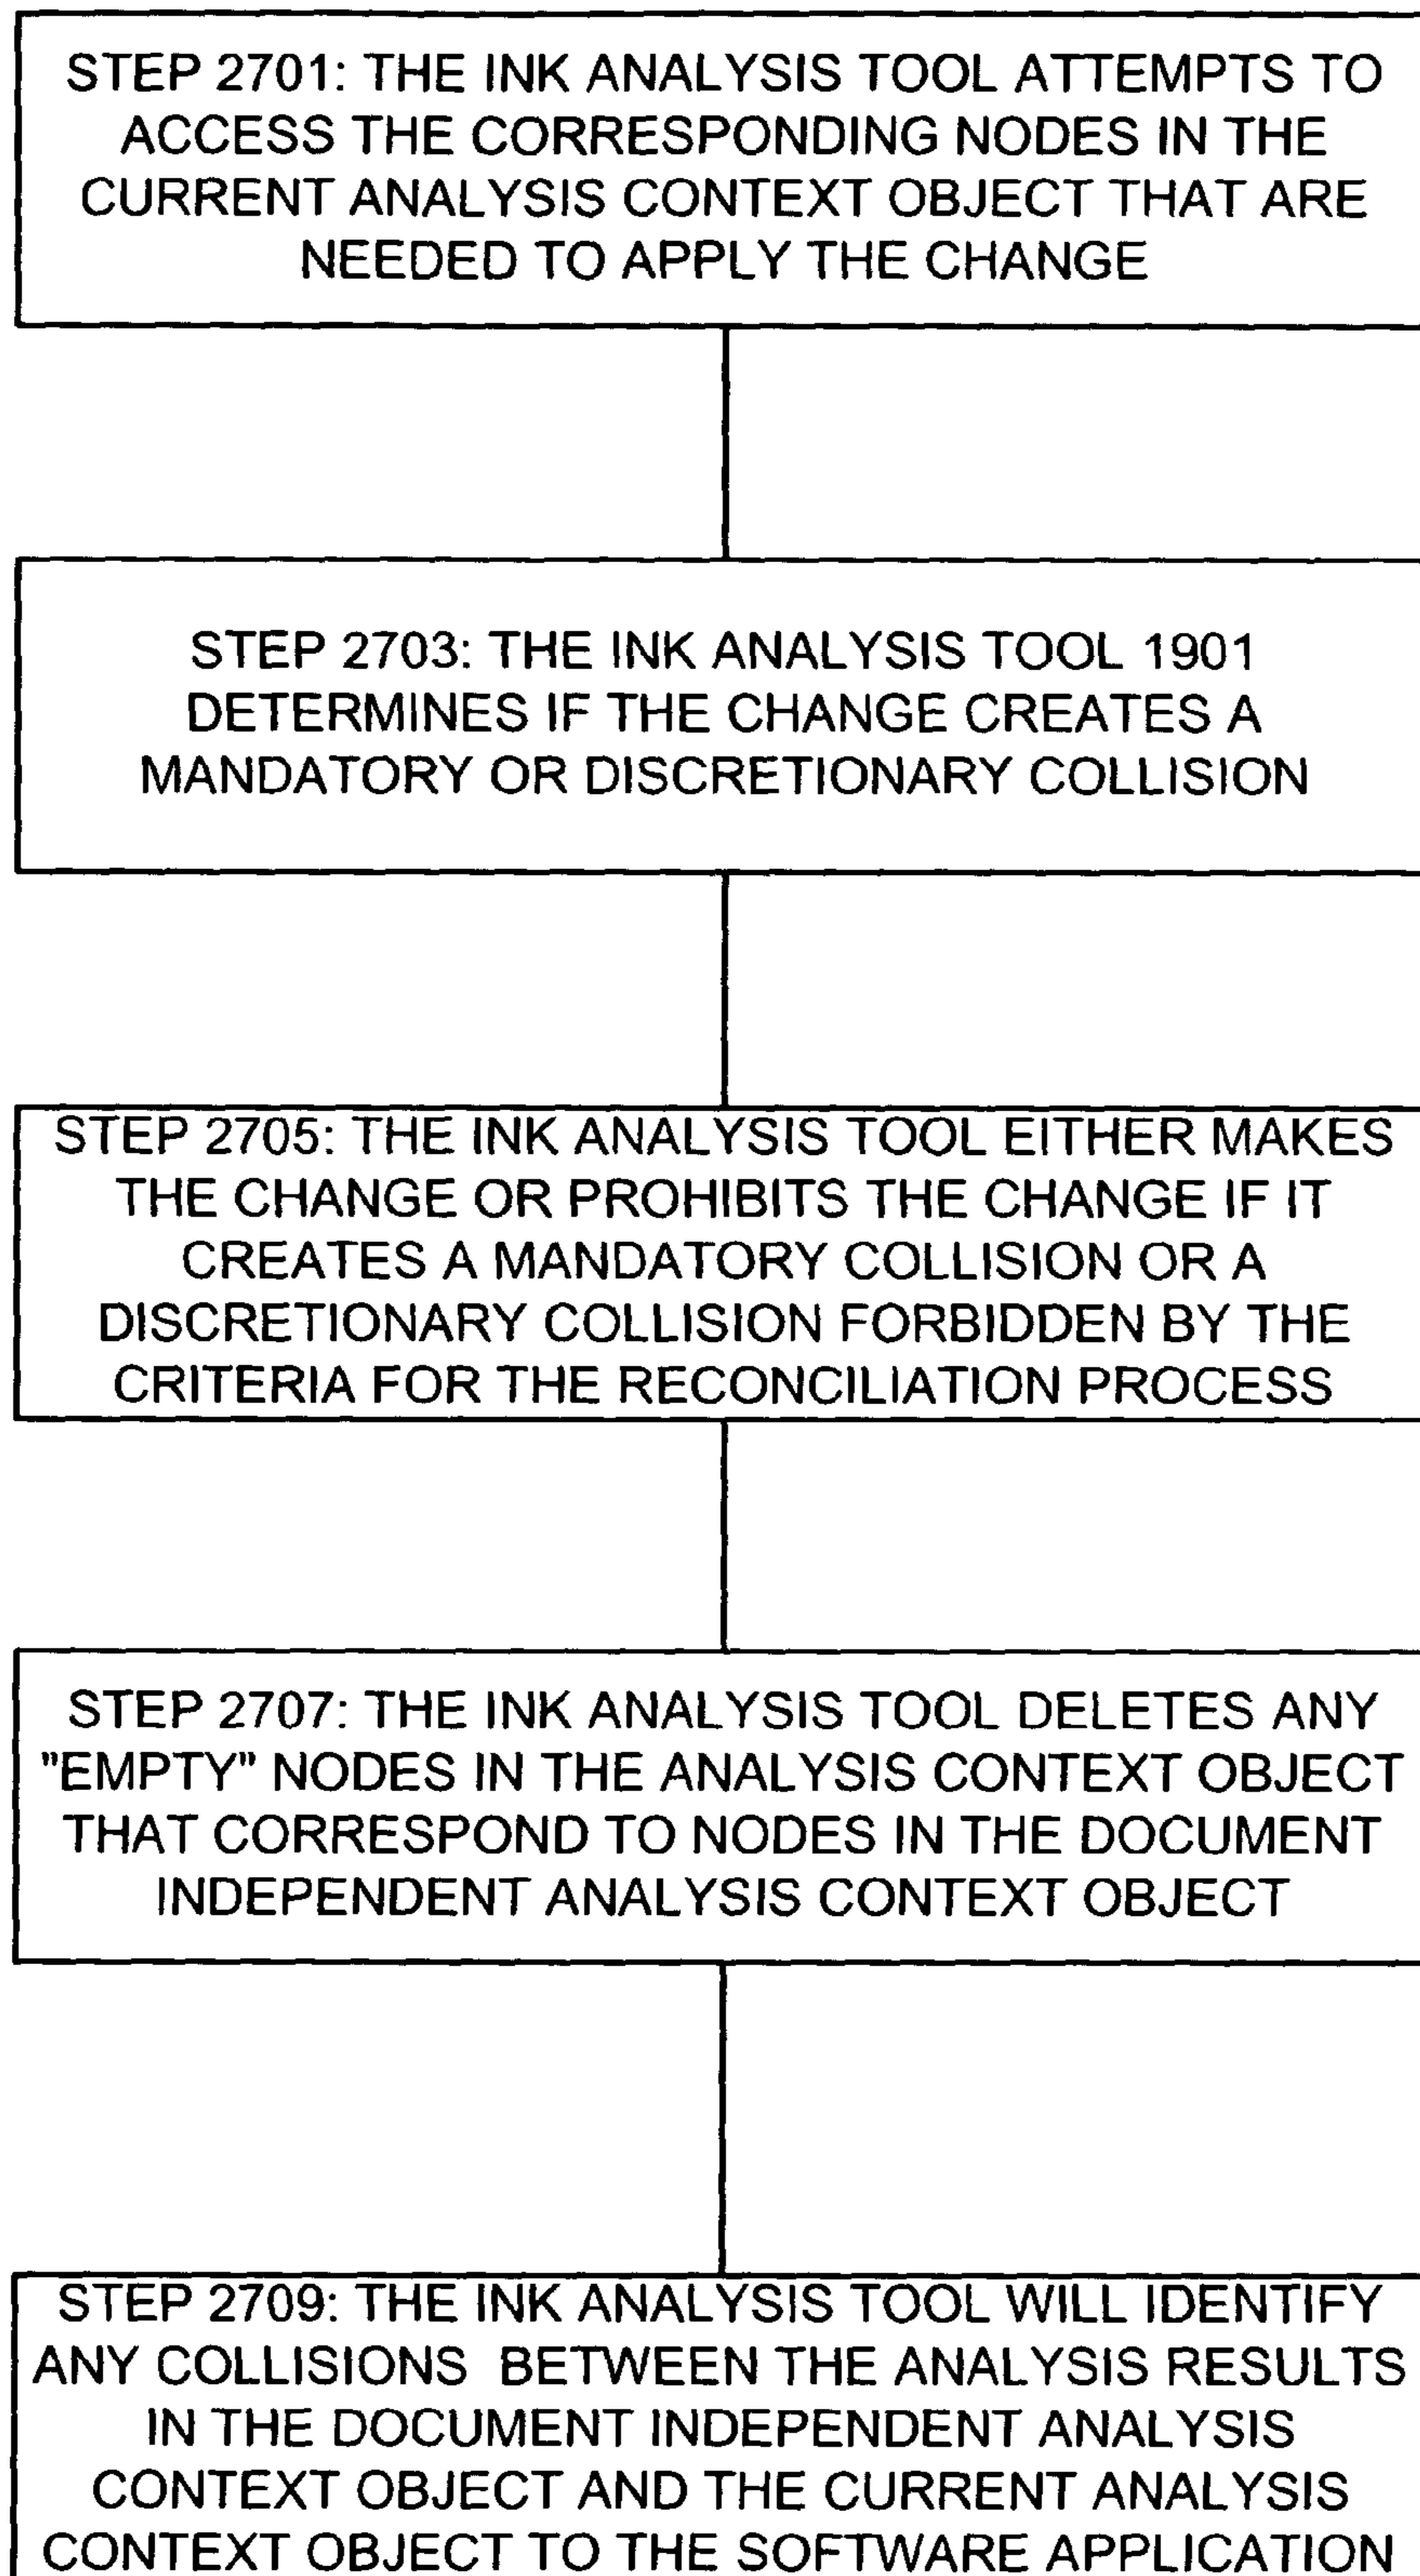 STEP 2701: THE INK ANALYSIS TOOL ATTEMPTS TO
ACCESS THE CORRESPONDING NODES IN THE
CURRENT ANALYSIS CONTEXT OBJECT THAT ARE
NEEDED TO APPLY THE CHANGE
STEP 2703: THE INK ANALYSIS TOOL 1901
DETERMINES IF THE CHANGE CREATES A
MANDATORY OR DISCRETIONARY COLLISION
STEP 2705: THE INK ANALYSIS TOOL EITHER MAKES
THE CHANGE OR PROHIBITS THE CHANGE IF IT
CREATES A MANDATORY COLLISION OR A
DISCRETIONARY COLLISION FORBIDDEN BY THE
CRITERIA FOR THE RECONCILIATION PROCESS
STEP 2707: THE INK ANALYSIS TOOL DELETES ANY
"EMPTY" NODES IN THE ANALYSIS CONTEXT OBJECT
THAT CORRESPOND TO NODES IN THE DOCUMENT
INDEPENDENT ANALYSIS CONTEXT OBJECT
STEP 2709: THE INK ANALYSIS TOOL WILL IDENTIFY
ANY COLLISIONS BETWEEN THE ANALYSIS RESULTS
IN THE DOCUMENT INDEPENDENT ANALYSIS
CONTEXT OBJECT AND THE CURRENT ANALYSIS
CONTEXT OBJECT TO THE SOFTWARE APPLICATION